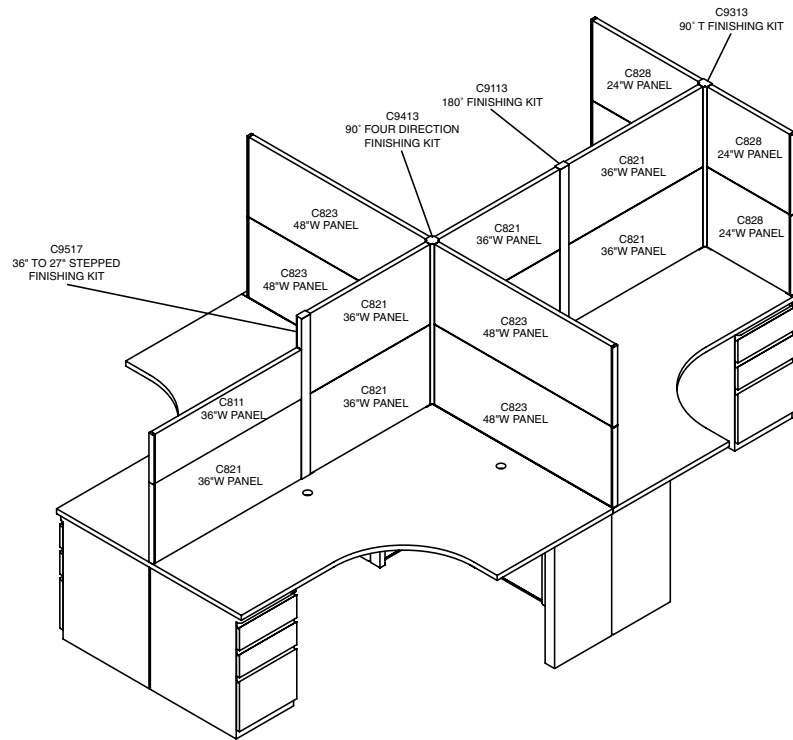 C9313
90° T FINISHING KIT
C9113
180° FINISHING KIT
C9413
90° FOUR DIRECTION
FINISHING KIT
C828
24"W PANEL
C828
24"W PANEL
C821
36"W PANEL
C823
48"W PANEL
C821
36"W PANEL
C821
36"W PANEL
C828
24"W PANEL
C9517
36" TO 27" STEPPED
FINISHING KIT
C823
48"W PANEL
C821
36"W PANEL
C823
48"W PANEL
C811
36"W PANEL
C821
36"W PANEL
C823
48"W PANEL
C821
36"W PANEL